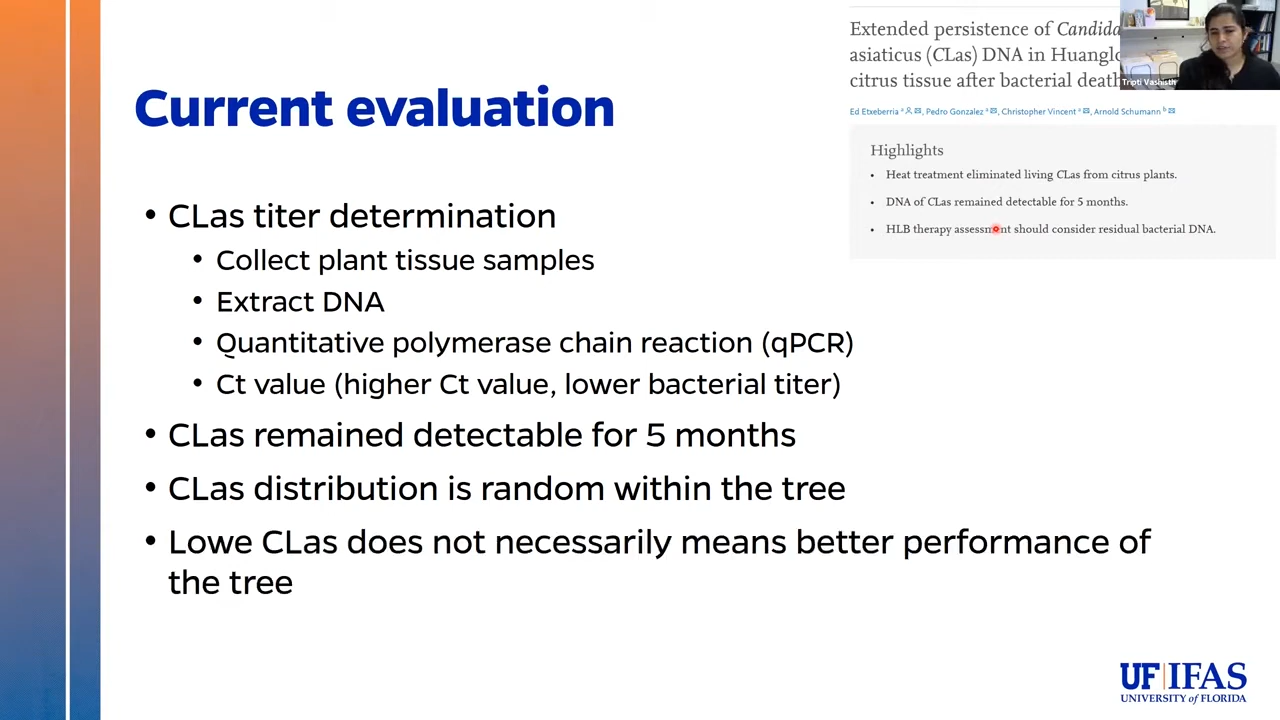 Current evaluation
• CLas titer determination
• Collect plant tissue samples
• Extract DNA
• Quantitative polymerase chain reaction (qPCR)
• Ct value (higher Ct value, lower bacterial titer)
• CLas remained detectable for 5 months
• CLas distribution is random within the tree
• Lowe CLas does not necessarily means better performance of
the tree
Extended persistence of Candida
asiaticus (CLas) DNA in Huanglo
citrus tissue after bacterial death
Ed Etxeberria a, Pedro Gonzalez a, Christopher Vincent a, Arnold Schumann b
Highlights
• Heat treatment eliminated living CLas from citrus plants.
• DNA of CLas remained detectable for 5 months.
• HLB therapy assessment should consider residual bacterial DNA.
Tripti Vashisth
UF|IFAS
UNIVERSITY of FLORIDA